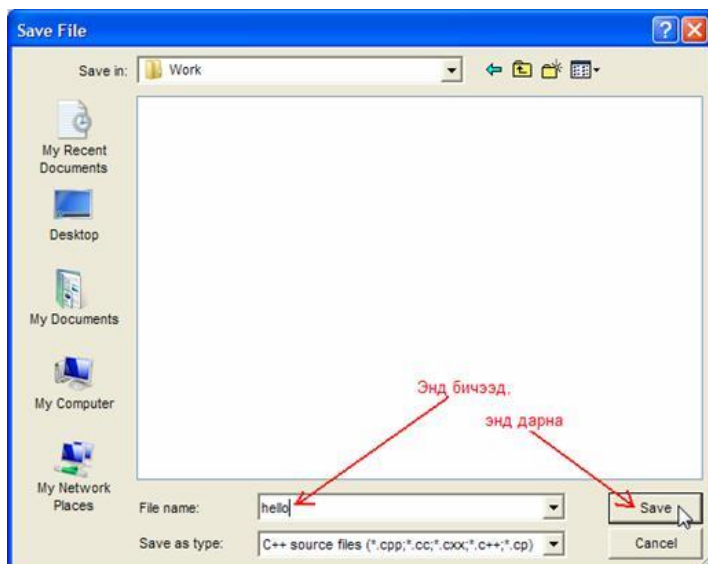 Save File
Save in: Work
My Recent
Documents
Desktop
My Documents
My Computer
My Network
Places
Энд бичээд,
энд дарна
File name: hello Save
Save as type: C++ source files (*.cpp;*.cc;*.cxx;*.c++;*.cp) Cancel